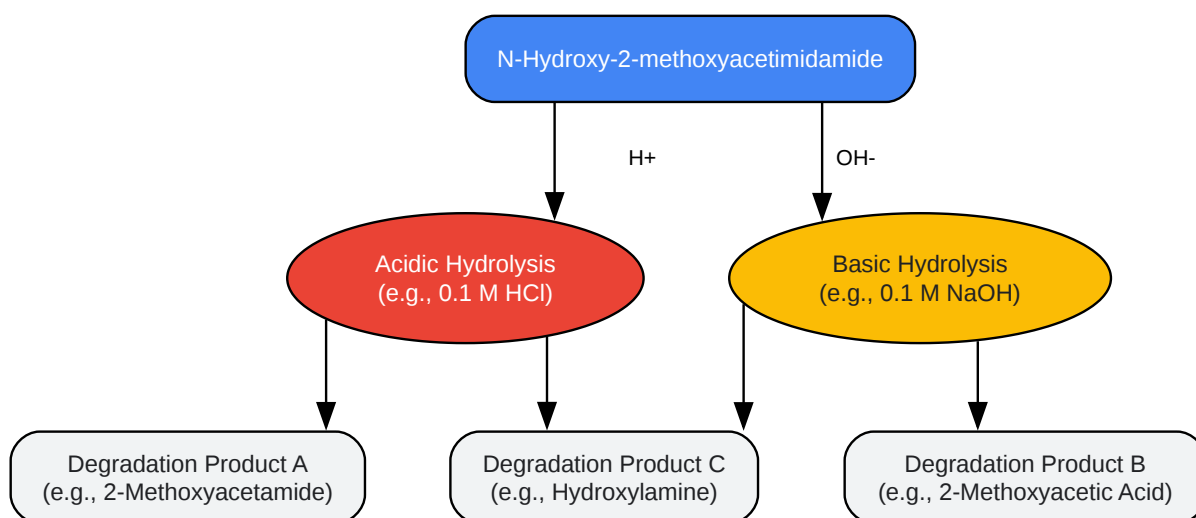 N-Hydroxy-2-methoxyacetimidamide
H+
OH-
Acidic Hydrolysis
(e.g., 0.1 M HCl)
Basic Hydrolysis
(e.g., 0.1 M NaOH)
Degradation Product A
(e.g., 2-Methoxyacetamide)
Degradation Product C
(e.g., Hydroxylamine)
Degradation Product B
(e.g., 2-Methoxyacetic Acid)